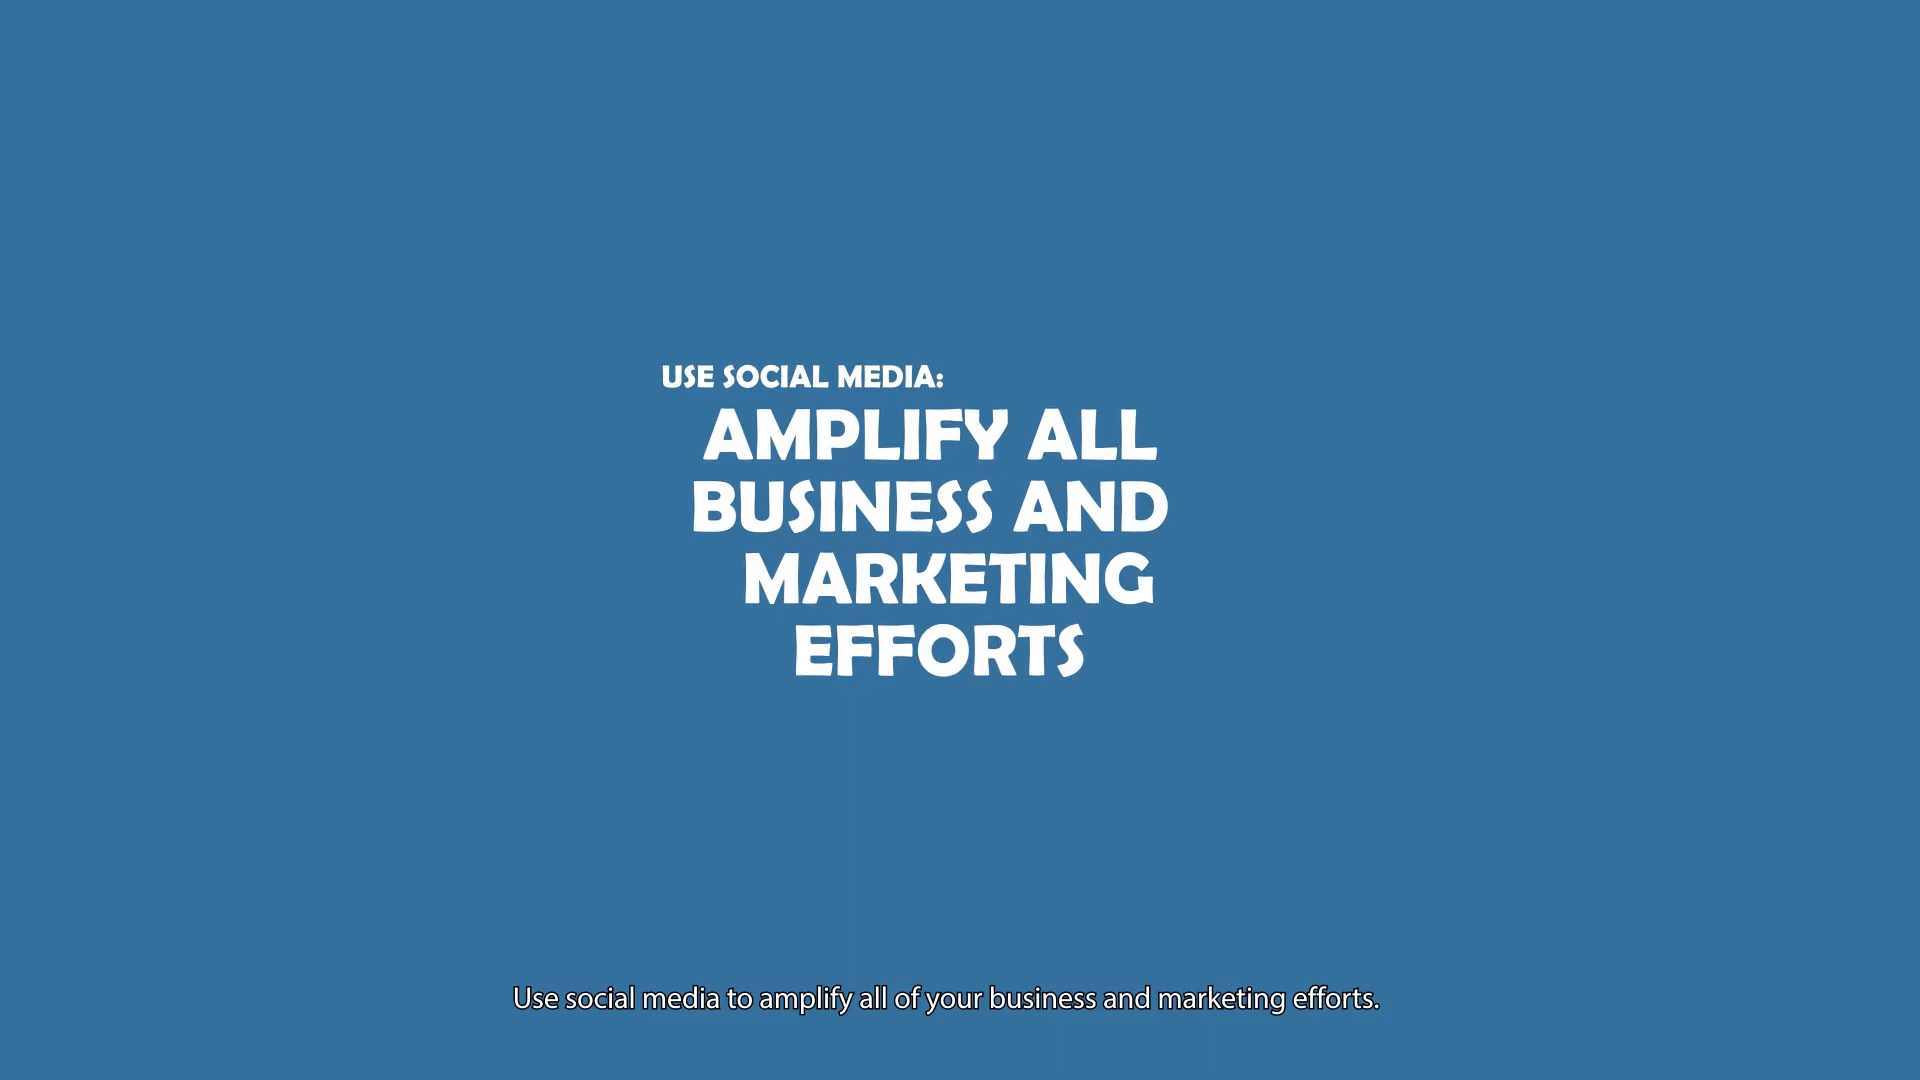 USE SOCIAL MEDIA:
AMPLIFY ALL
BUSINESS AND
MARKETING
EFFORTS
Use social media to amplify all of your business and marketing efforts.